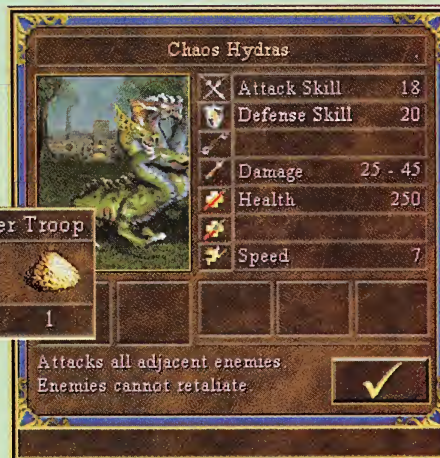 Chaos Hydras
Attack Skill 18
Defense Skill 20
Damage 25 - 45
Health 250
Speed 7
er Troop
1
Attacks all adjacent enemies.
Enemies cannot retaliate.